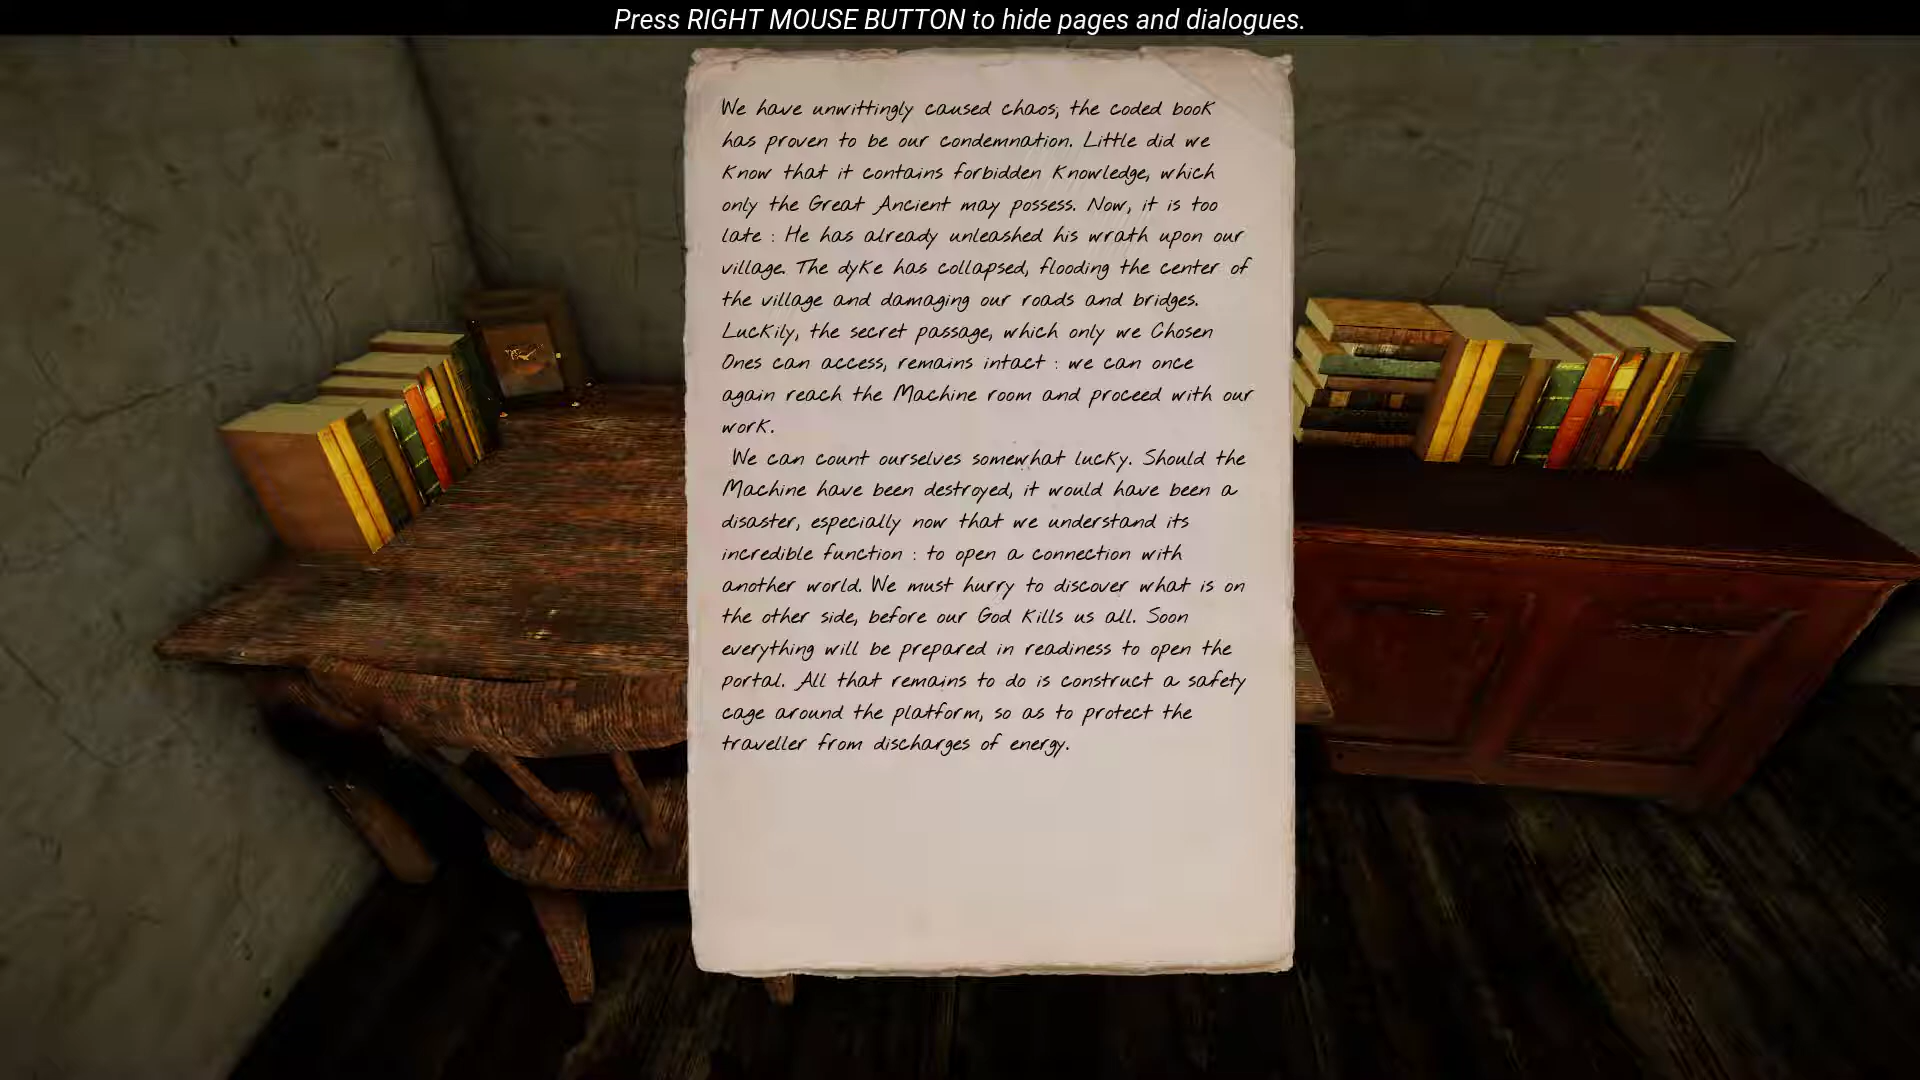 Press RIGHT MOUSE BUTTON to hide pages and dialogues.
We have unwittingly caused chaos, the coded book
has proven to be our condemnation. Little did we
know that it contains forbidden knowledge, which
only the Great Ancient may possess. Now, it is too
late : He has already unleashed his wrath upon our
village. The dyke has collapsed, flooding the center of
the village and damaging our roads and bridges.
Luckily, the secret passage, which only we Chosen
Ones can access, remains intact : we can once
again reach the Machine room and proceed with our
work.
We can count ourselves somewhat lucky. Should the
Machine have been destroyed, it would have been a
disaster, especially now that we understand its
incredible function : to open a connection with
another world. We must hurry to discover what is on
the other side, before our God kills us all. Soon
everything will be prepared in readiness to open the
portal. All that remains to do is construct a safety
cage around the platform, so as to protect the
traveller from discharges of energy.